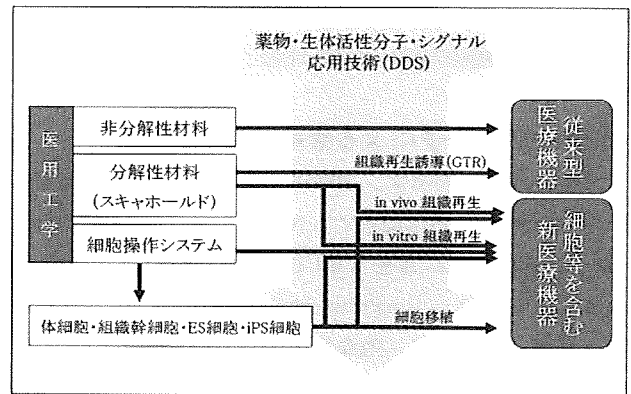 薬物・生体活性分子・シグナル
応用技術(DDS)
医用工学
非分解性材料
分解性材料
(スキャホールド)
細胞操作システム
体細胞・組織幹細胞・ES細胞・iPS細胞
組織再生誘導(GTR)
in vivo 組織再生
in vitro 組織再生
細胞移植
従来型
医療機器
細胞等を含む
新医療機器